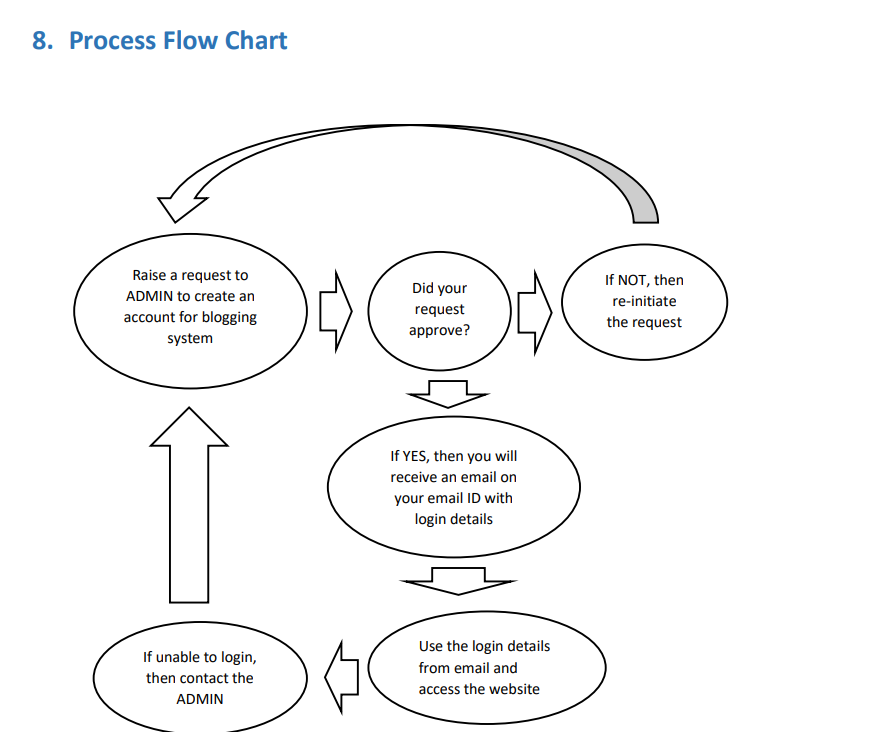 8. Process Flow Chart
Raise a request to
ADMIN to create an
account for blogging
system
Did your
request
approve?
If NOT, then
re-initiate
the request
If YES, then you will
receive an email on
your email ID with
login details
Use the login details
from email and
access the website
If unable to login,
then contact the
ADMIN